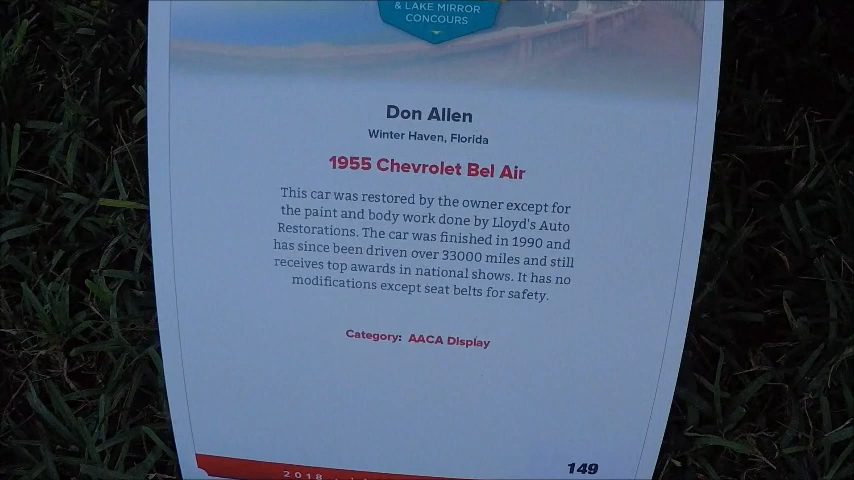 & LAKE MIRROR
CONCOURS
Don Allen
Winter Haven, Florida
1955 Chevrolet Bel Air
This car was restored by the owner except for
the paint and body work done by Lloyd's Auto
Restorations. The car was finished in 1990 and
has since been driven over 33000 miles and still
receives top awards in national shows. It has no
modifications except seat belts for safety.
Category: AACA DIsplay
149
2018